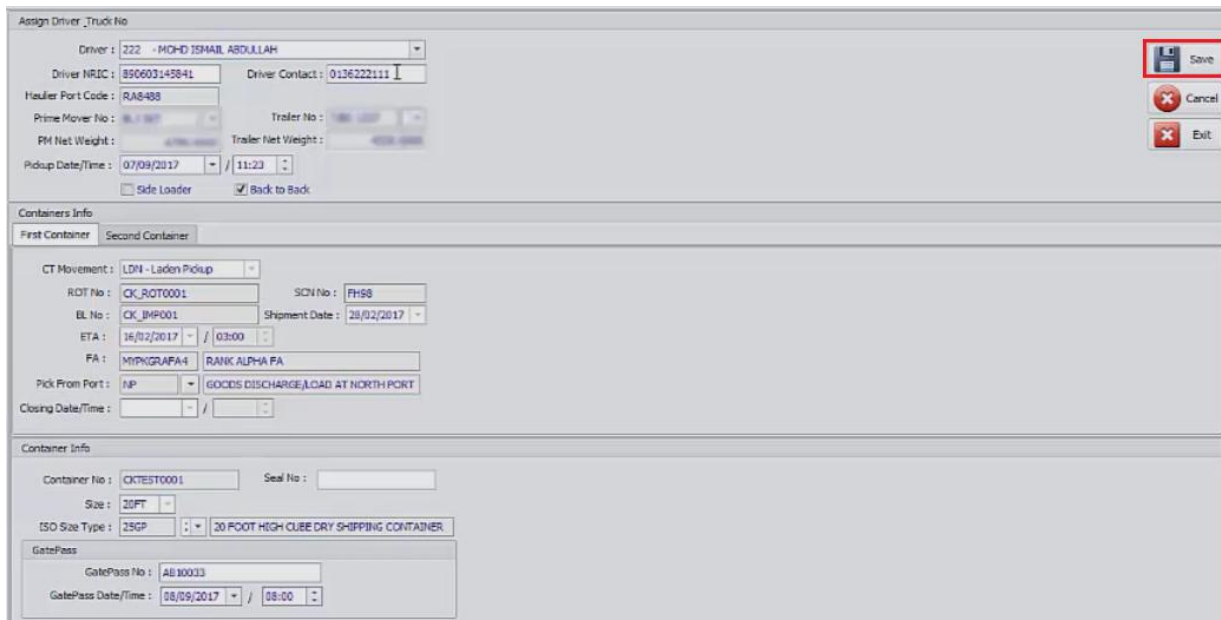 Assign Driver _Truck No
Driver : 222 - MOHD ISMAIL ABDULLAH
Save
Driver NRIC : 890603145841 Driver Contact : 0136222111
Haulier Port Code : RA8488
Cancel
Prime Mover No : Trailer No :
PM Net Weight : Trailer Net Weight :
Exit
Pickup Date/Time : 07/09/2017 / 11:23
Side Loader Back to Back
Containers Info
First Container Second Container
CT Movement : LDN - Laden Pickup
ROT No : CK_ROT0001 SCN No : FH98
BL No : CK_IMP001 Shipment Date : 28/02/2017
ETA : 16/02/2017 / 03:00
FA : MYPKGRAFA4 RANK ALPHA FA
Pick From Port : NP GOODS DISCHARGE/LOAD AT NORTH PORT
Closing Date/Time : /
Container Info
Container No : CKTEST0001 Seal No :
Size : 20FT
ISO Size Type : 25GP : 20 FOOT HIGH CUBE DRY SHIPPING CONTAINER
GatePass
GatePass No : AB10033
GatePass Date/Time : 08/09/2017 / 08:00